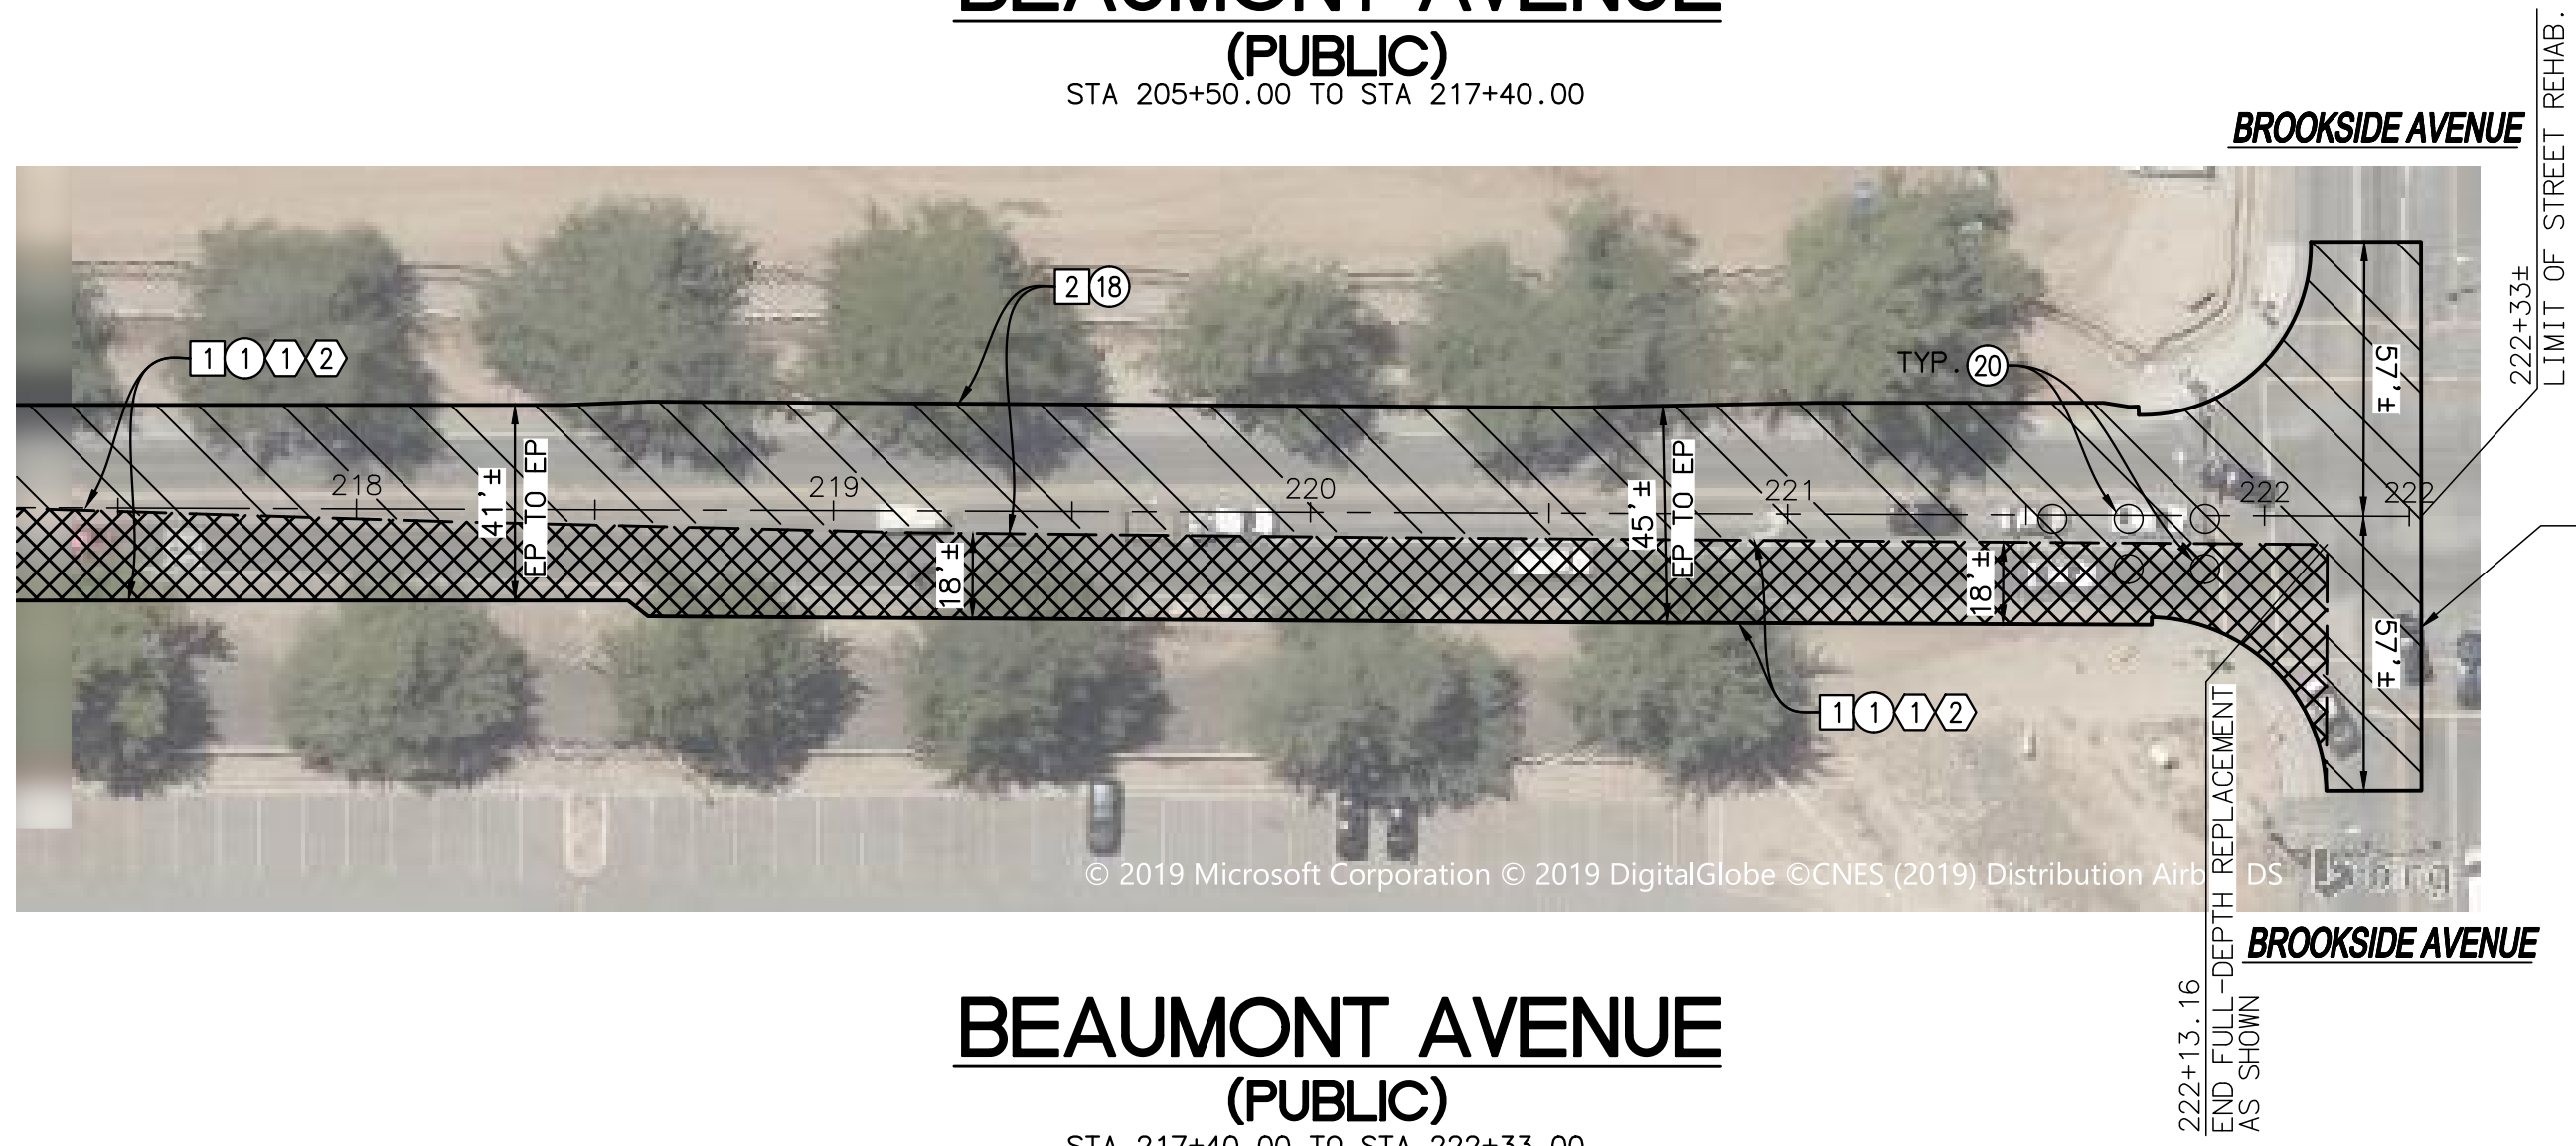 BEAUMONT AVENUE
(PUBLIC)
STA 205+50.00 TO STA 217+40.00
BROOKSIDE AVENUE
222+33±
LIMIT OF STREET REHAB.
2 18
1 1 1 2
TYP. 20
57'±
218
219
220
221
222
222
41'±
EP TO EP
45'±
EP TO EP
18'±
18'±
57'±
1 1 1 2
© 2019 Microsoft Corporation © 2019 DigitalGlobe ©CNES (2019) Distribution Airb DS
bing
222+13.16
END FULL-DEPTH REPLACEMENT
AS SHOWN
BROOKSIDE AVENUE
BEAUMONT AVENUE
(PUBLIC)
STA 217+40.00 TO STA 222+33.00